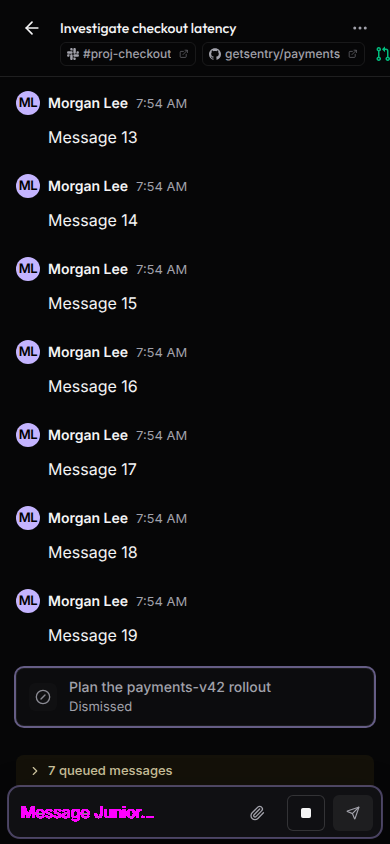 Investigate checkout latency
#proj-checkout
getsentry/payments
ML Morgan Lee 7:54 AM
Message 13
ML Morgan Lee 7:54 AM
Message 14
ML Morgan Lee 7:54 AM
Message 15
ML Morgan Lee 7:54 AM
Message 16
ML Morgan Lee 7:54 AM
Message 17
ML Morgan Lee 7:54 AM
Message 18
ML Morgan Lee 7:54 AM
Message 19
Plan the payments-v42 rollout
Dismissed
7 queued messages
Message Junior...